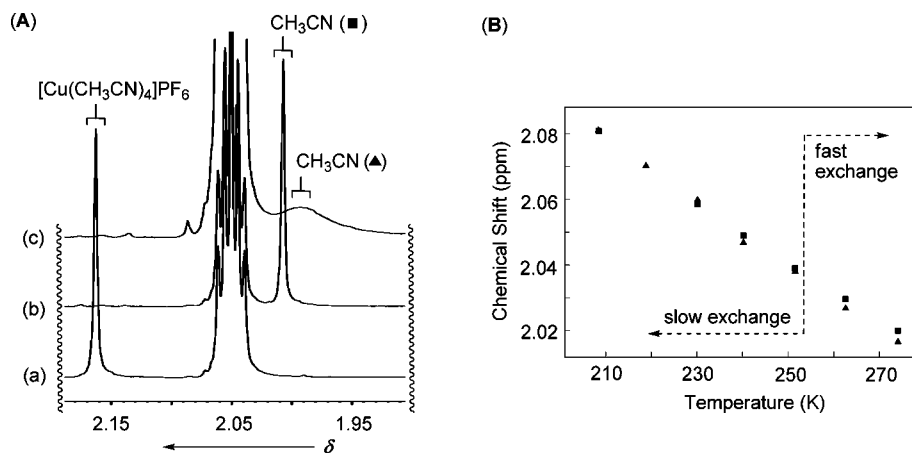 (A)
CH3CN (■)
[Cu(CH3CN)4]PF6
CH3CN (▲)
(c)
(b)
(a)
2.15 2.05 1.95
δ
(B)
Chemical Shift (ppm)
2.08
2.06
2.04
2.02
fast
exchange
slow exchange
210 230 250 270
Temperature (K)